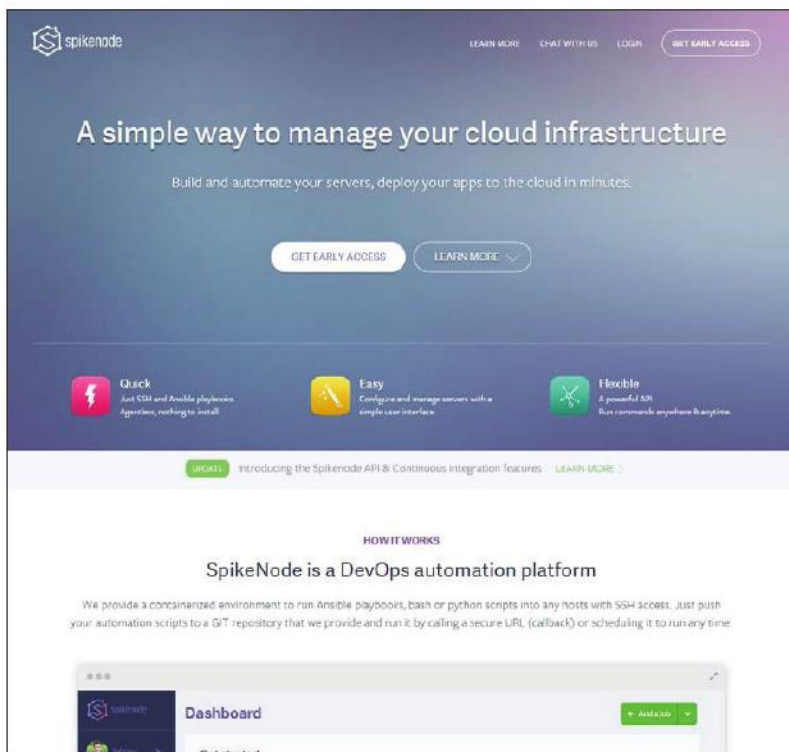 spikenode
LEARN MORE CHAT WITH US LOGIN GET EARLY ACCESS
A simple way to manage your cloud infrastructure
Build and automate your servers, deploy your apps to the cloud in minutes.
GET EARLY ACCESS LEARN MORE
Quick
Just SSH and Ansible playbooks
Agentless, nothing to install
Easy
Configure and manage servers with a
simple user interface
Flexible
A powerful API
Run commands anywhere & anytime
UPDATE Introducing the Spikenode API & Continuous Integration features LEARN MORE
HOW IT WORKS
SpikeNode is a DevOps automation platform
We provide a containerized environment to run Ansible playbooks, bash or python scripts into any hosts with SSH access. Just push
your automation scripts to a GIT repository that we provide and run it by calling a secure URL (callback) or scheduling it to run any time
spikenode
Dashboard
+ Add a job